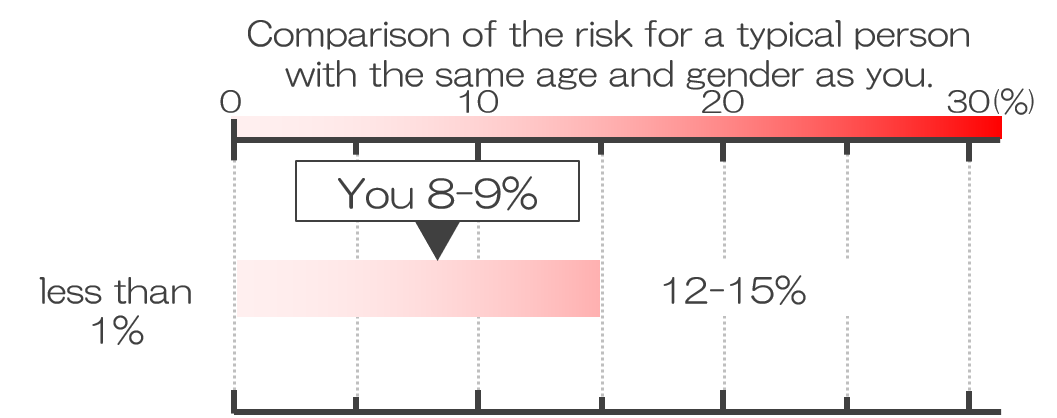 Comparison of the risk for a typical person
with the same age and gender as you.
0 10 20 30(%)
You 8-9%
less than
1%
12-15%